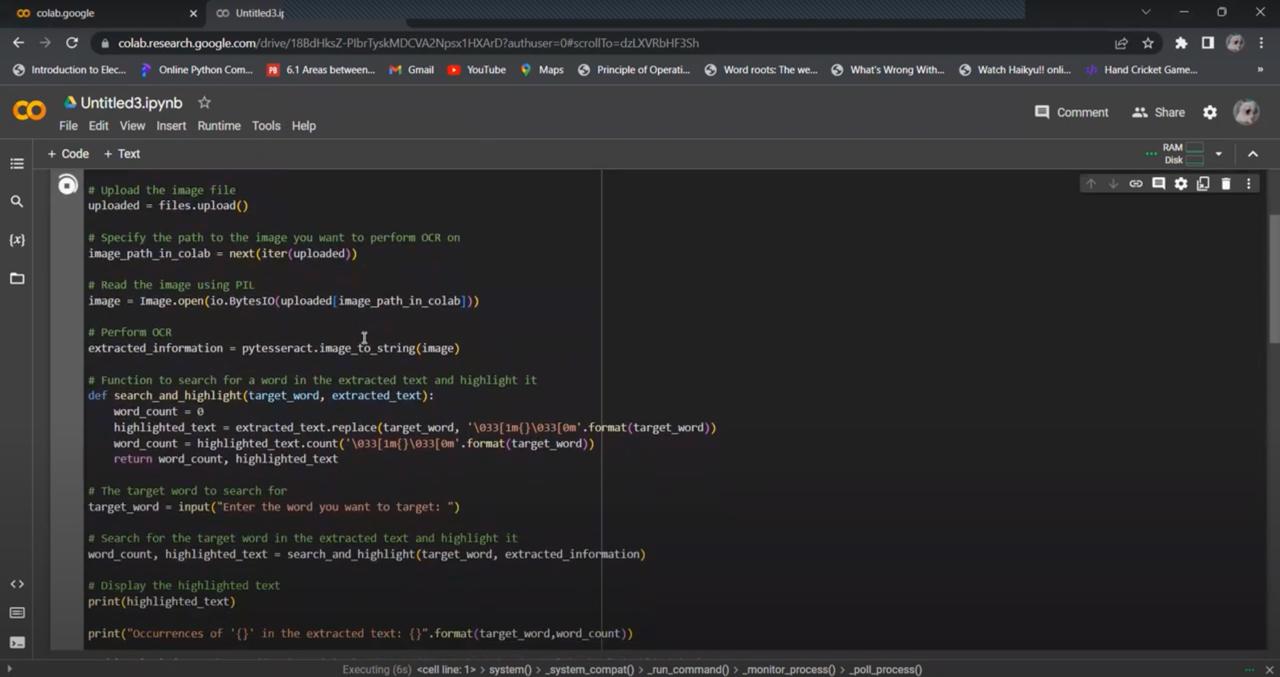 colab.google
Untitled3.ip
colab.research.google.com/drive/18BdHksZ-PlbrTyskMDCVA2Npsx1HXArD?authuser=0#scrollTo=dzLXVRbHF3Sh
Introduction to Elec... Online Python Com... 6.1 Areas between... Gmail YouTube Maps Principle of Operati... Word roots: The we... What's Wrong With... Watch Haikyu!! onli... Hand Cricket Game... »
Untitled3.ipynb
Comment Share
File Edit View Insert Runtime Tools Help
+ Code + Text
RAM
Disk
# Upload the image file
uploaded = files.upload()
# Specify the path to the image you want to perform OCR on
image_path_in_colab = next(iter(uploaded))
# Read the image using PIL
image = Image.open(io.BytesIO(uploaded[image_path_in_colab]))
# Perform OCR
extracted_information = pytesseract.image_to_string(image)
# Function to search for a word in the extracted text and highlight it
def search_and_highlight(target_word, extracted_text):
word_count = 0
highlighted_text = extracted_text.replace(target_word, '\033[1m{}\033[0m'.format(target_word))
word_count = highlighted_text.count('\033[1m{}\033[0m'.format(target_word))
return word_count, highlighted_text
# The target word to search for
target_word = input("Enter the word you want to target: ")
# Search for the target word in the extracted text and highlight it
word_count, highlighted_text = search_and_highlight(target_word, extracted_information)
# Display the highlighted text
print(highlighted_text)
print("Occurrences of '{}' in the extracted text: {}".format(target_word,word_count))
Executing (6s) <cell line: 1> > system() > _system_compat() > _run_command() > _monitor_process() > _poll_process()